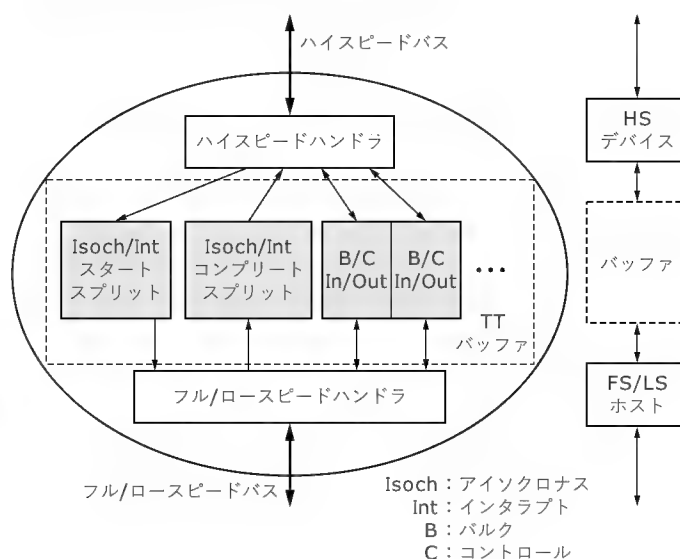 ハイスピードバス
ハイスピードハンドラ
Isoch/Int
スタート
スプリット
Isoch/Int
コンプリート
スプリット
B/C
In/Out
B/C
In/Out
…
TT
バッファ
フル/ロースピードハンドラ
フル/ロースピードバス
HS
デバイス
バッファ
FS/LS
ホスト
Isoch：アイソクロナス
Int：インタラプト
B：バルク
C：コントロール